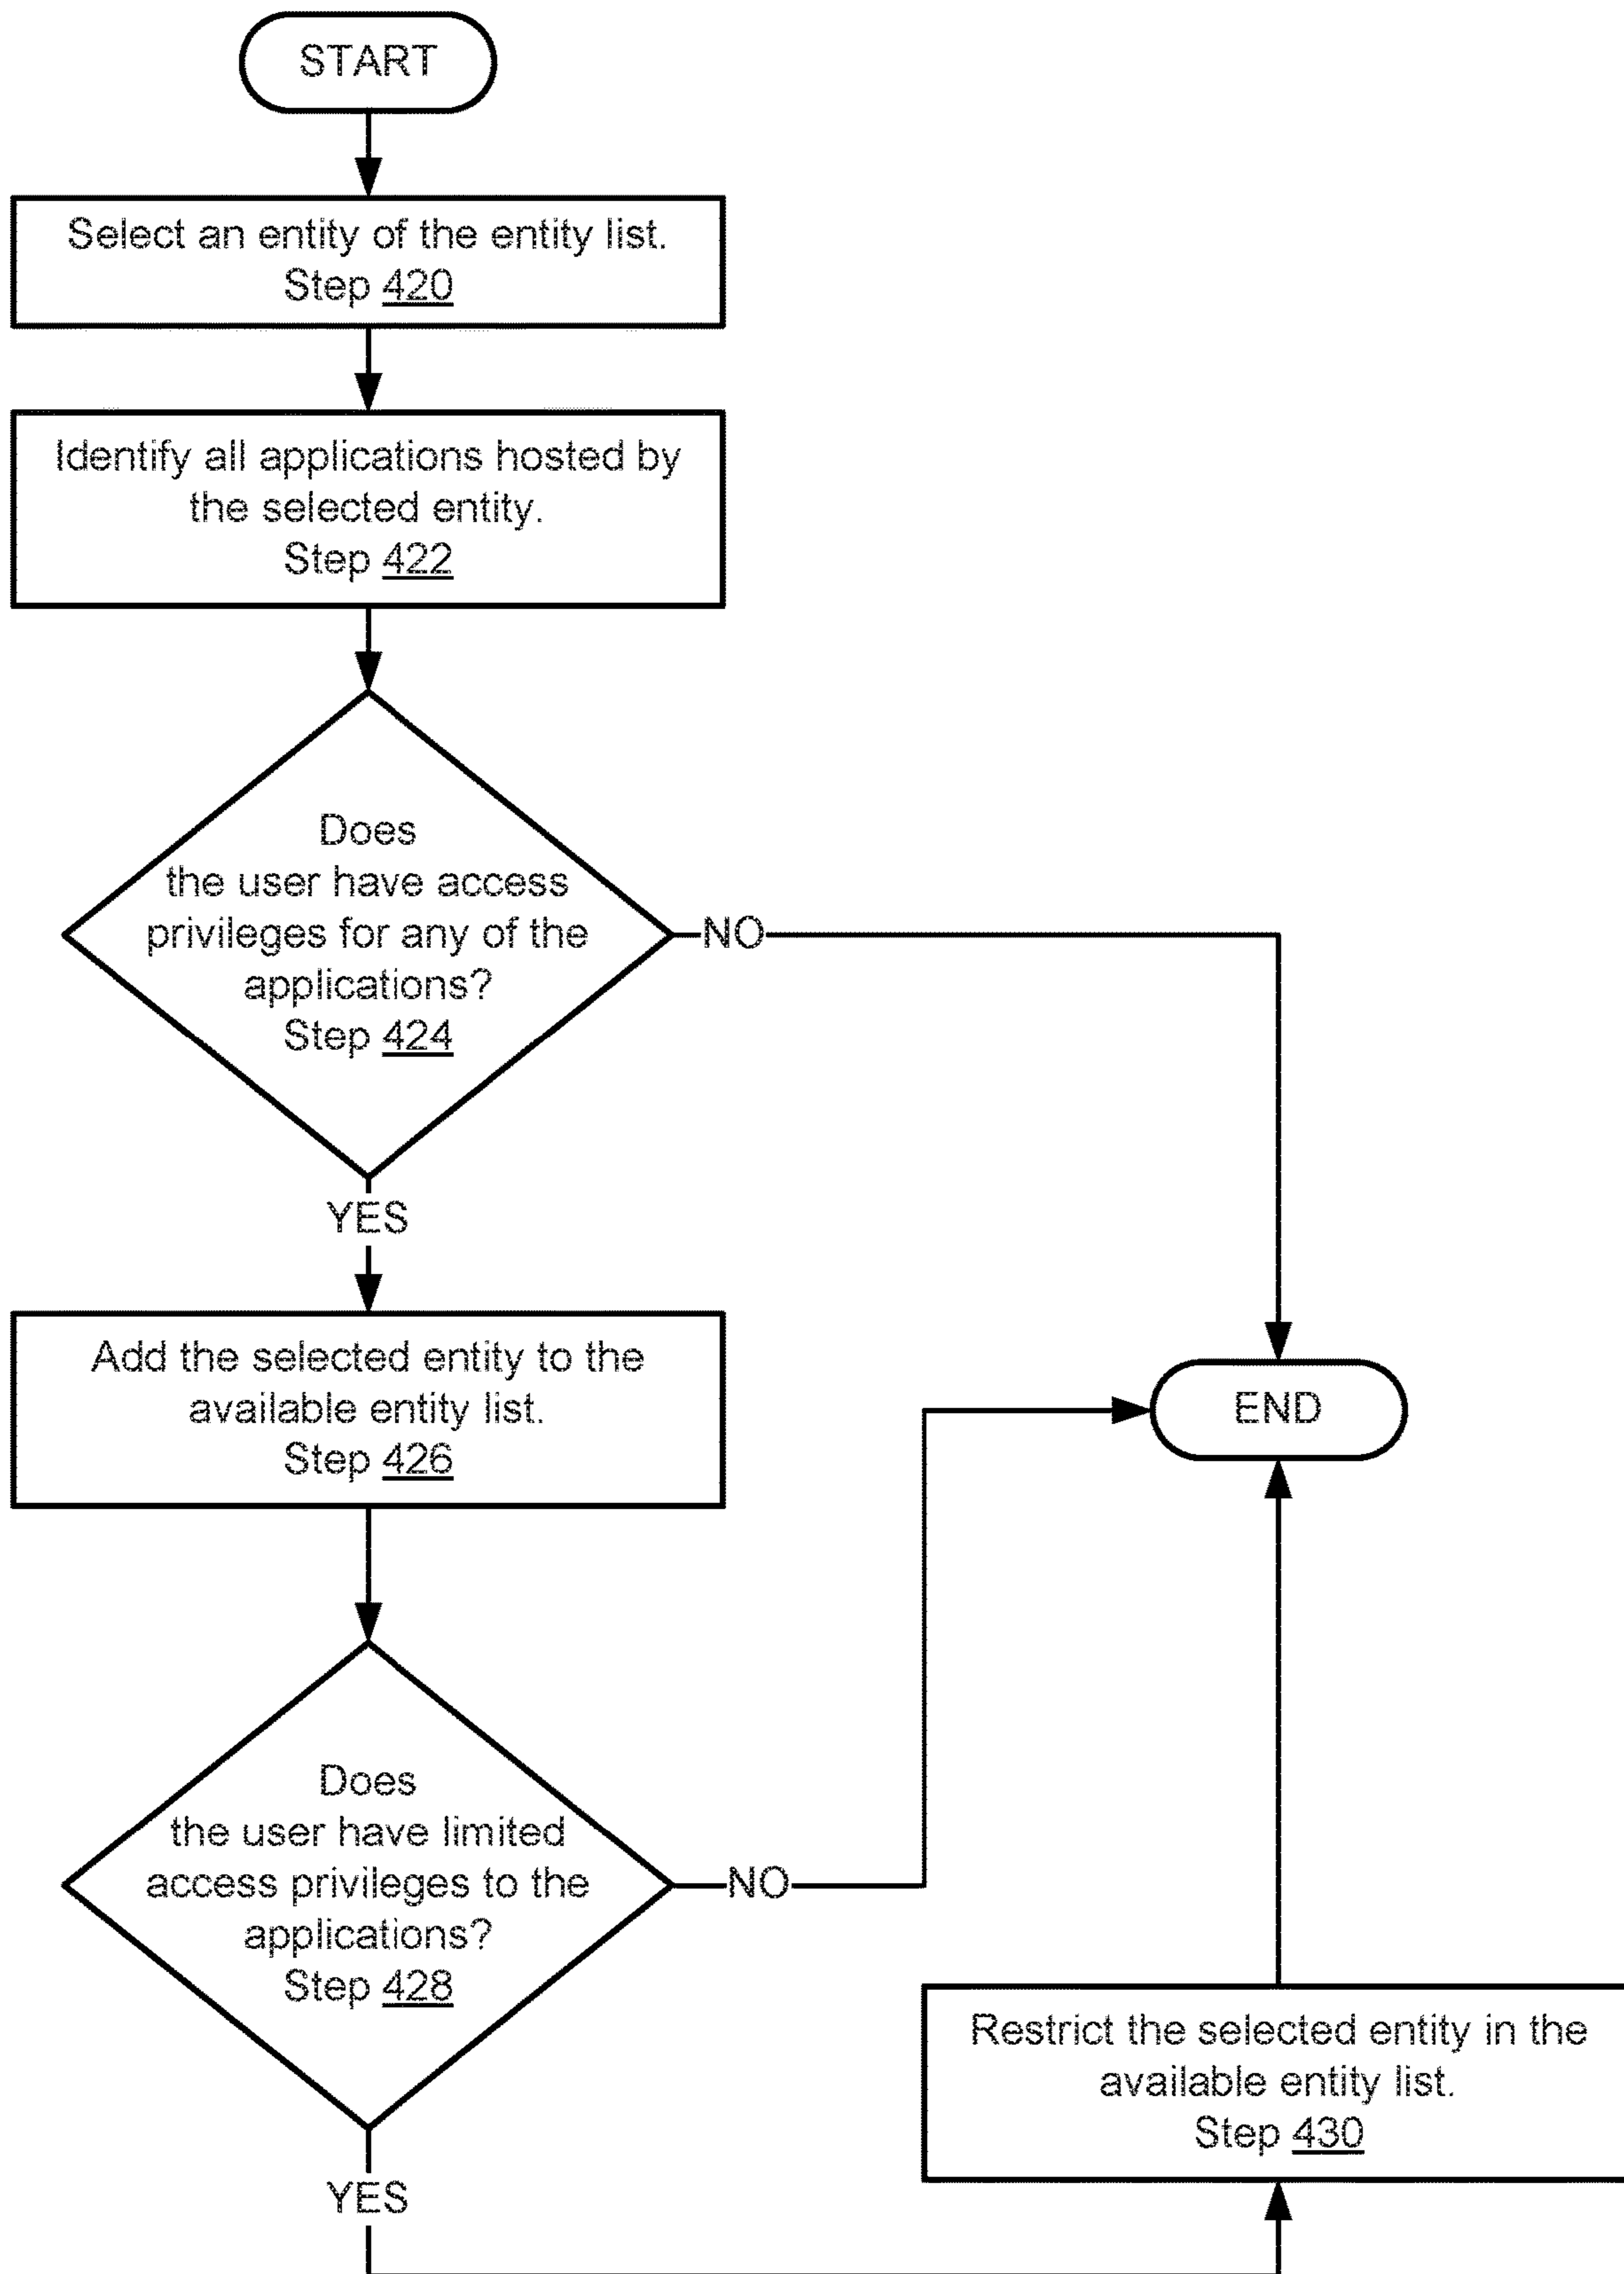 START
Select an entity of the entity list.
Step 420
Identify all applications hosted by
the selected entity.
Step 422
Does
the user have access
privileges for any of the
applications?
Step 424
NO
YES
Add the selected entity to the
available entity list.
Step 426
END
Does
the user have limited
access privileges to the
applications?
Step 428
NO
YES
Restrict the selected entity in the
available entity list.
Step 430